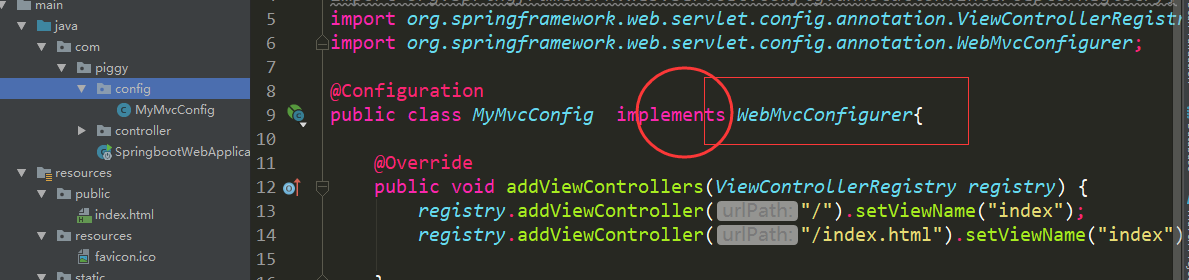 main
java
com
piggy
config
MyMvcConfig
controller
SpringbootWebApplica
resources
public
index.html
resources
favicon.ico
static
5 import org.springframework.web.servlet.config.annotation.ViewControllerRegistr
6 import org.springframework.web.servlet.config.annotation.WebMvcConfigurer;
7
8 @Configuration
9 public class MyMvcConfig  implements WebMvcConfigurer{
10
11 @Override
12 public void addViewControllers(ViewControllerRegistry registry) {
13 registry.addViewController( urlPath: "/").setViewName("index");
14 registry.addViewController( urlPath: "/index.html").setViewName("index")
15